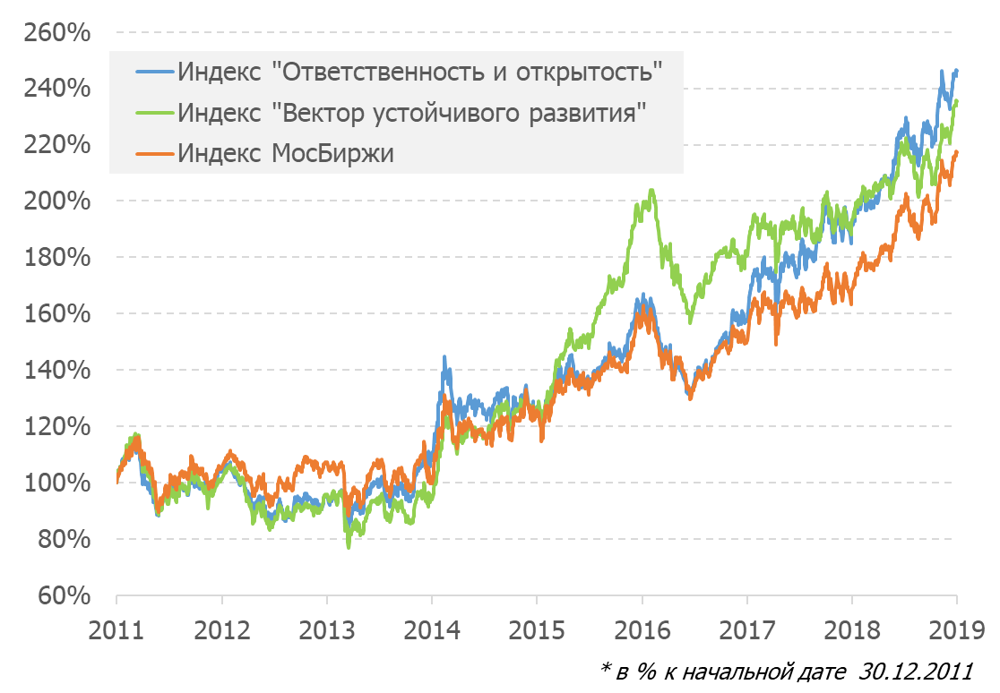 260%
240%
220%
200%
180%
160%
140%
120%
100%
80%
60%
Индекс "Ответственность и открытость"
Индекс "Вектор устойчивого развития"
Индекс МосБиржи
2011 2012 2013 2014 2015 2016 2017 2018 2019
* в % к начальной дате 30.12.2011